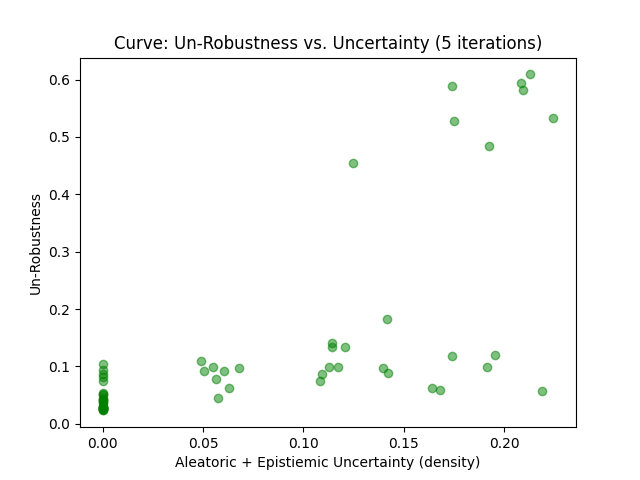 Curve: Un-Robustness vs. Uncertainty (5 iterations)
Un-Robustness
0.6
0.5
0.4
0.3
0.2
0.1
0.0
0.00 0.05 0.10 0.15 0.20
Aleatoric + Epistiemic Uncertainty (density)